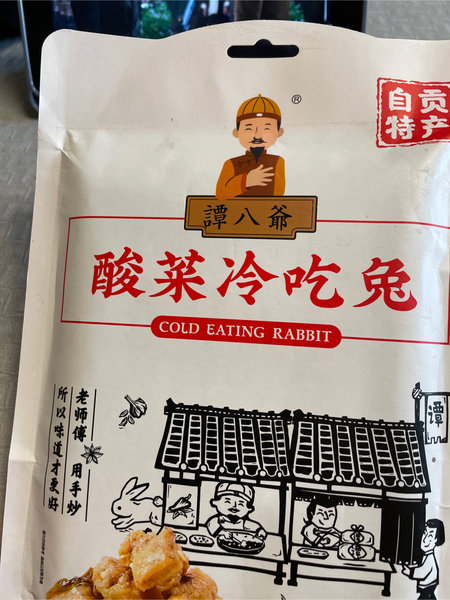 ®
自贡
特产
譚八爺
酸菜冷吃兔
COLD EATING RABBIT
譚
老师傅 用手炒
所以味道才更好